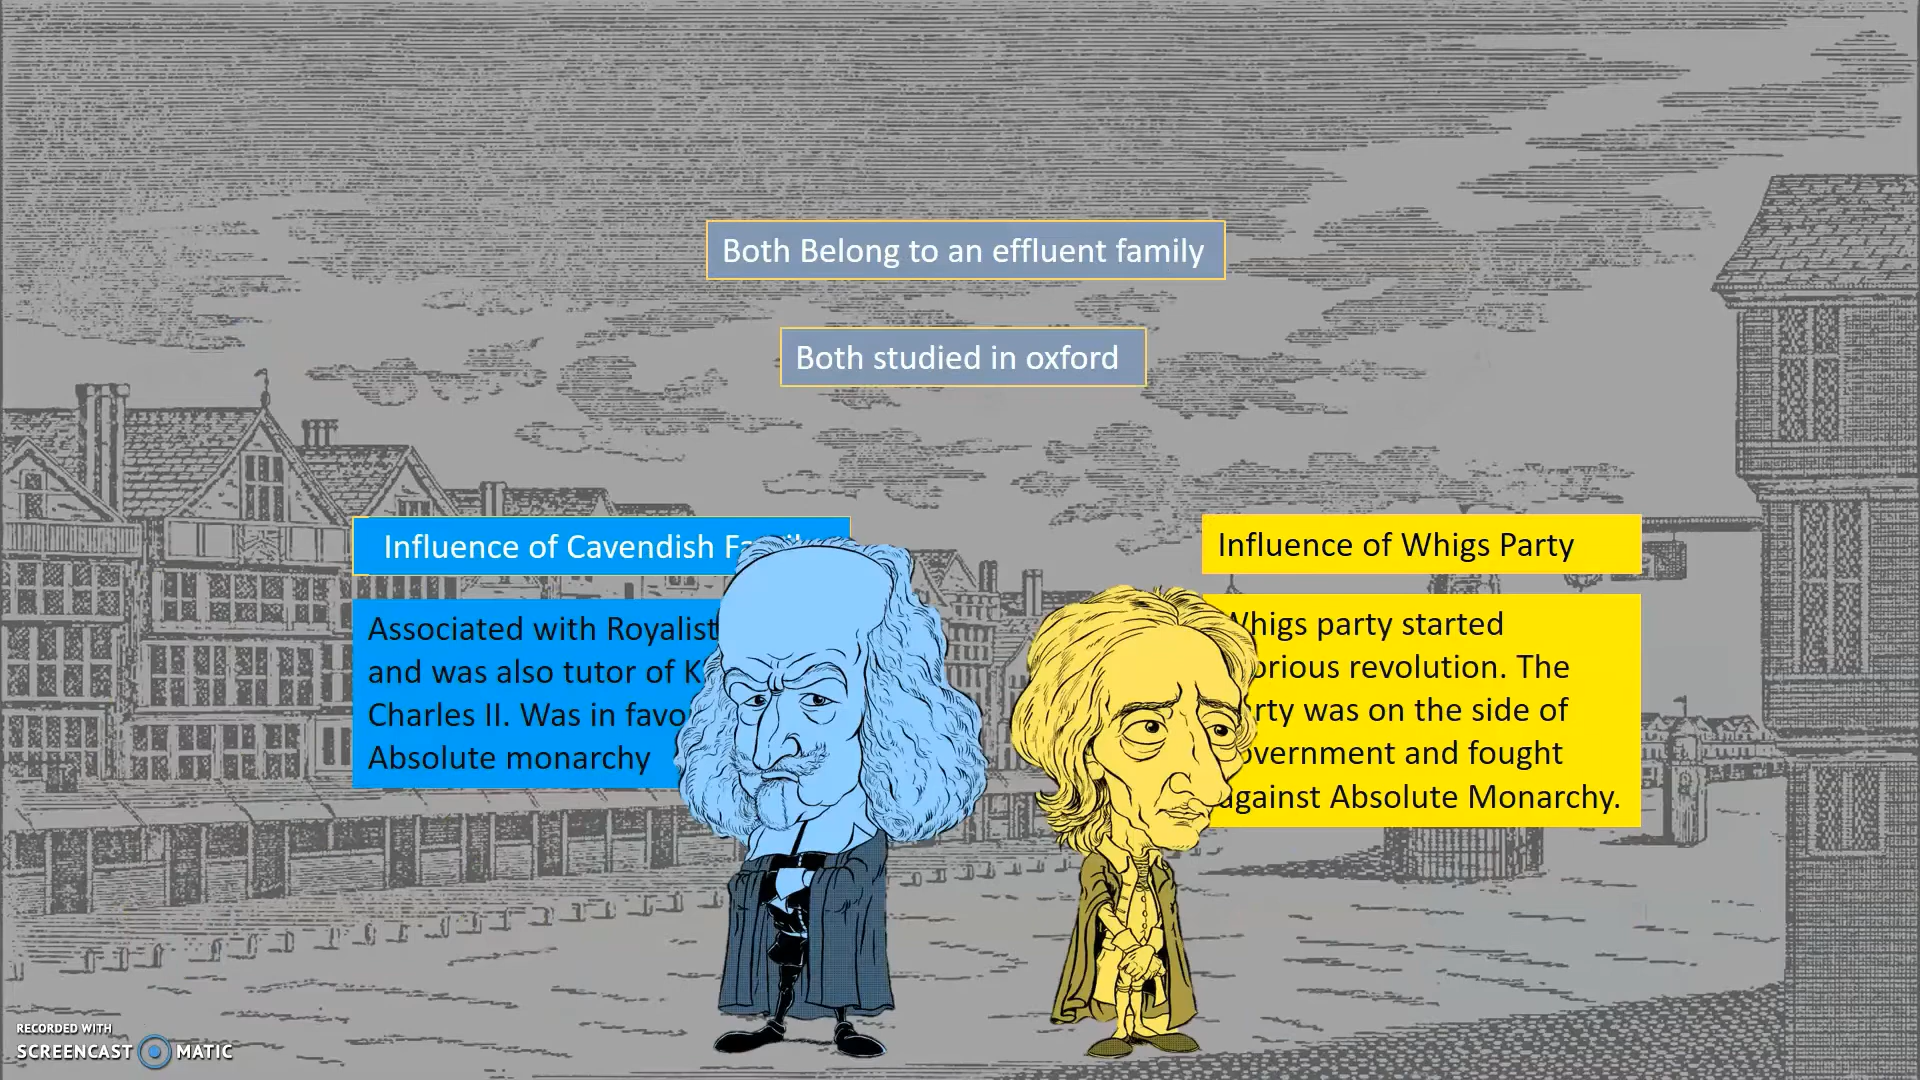 Both Belong to an effluent family
Both studied in oxford
Influence of Cavendish
Influence of Whigs Party
Associated with Royalist
and was also tutor of
Charles II. Was in
Absolute monarchy
Whigs party started
revolution. The
was on the side of
and fought
against Absolute Monarchy.
RECORDED WITH
SCREENCAST MATIC